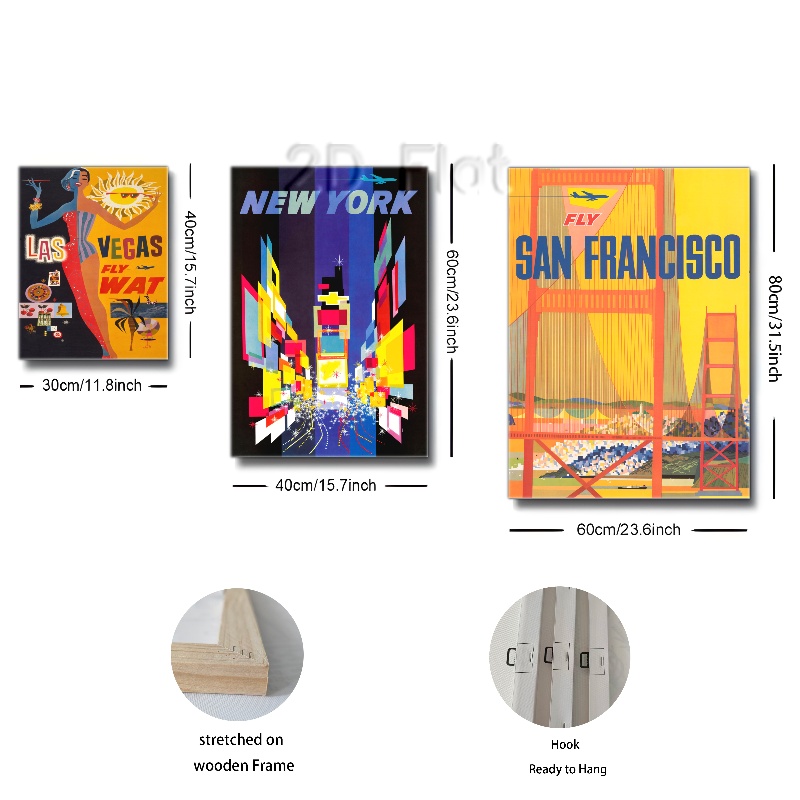 2D Flat
LAS VEGAS
FLY
WAT
40cm/15.7inch
30cm/11.8inch
NEW YORK
60cm/23.6inch
40cm/15.7inch
FLY
SAN FRANCISCO
80cm/31.5inch
60cm/23.6inch
stretched on
wooden Frame
Hook
Ready to Hang